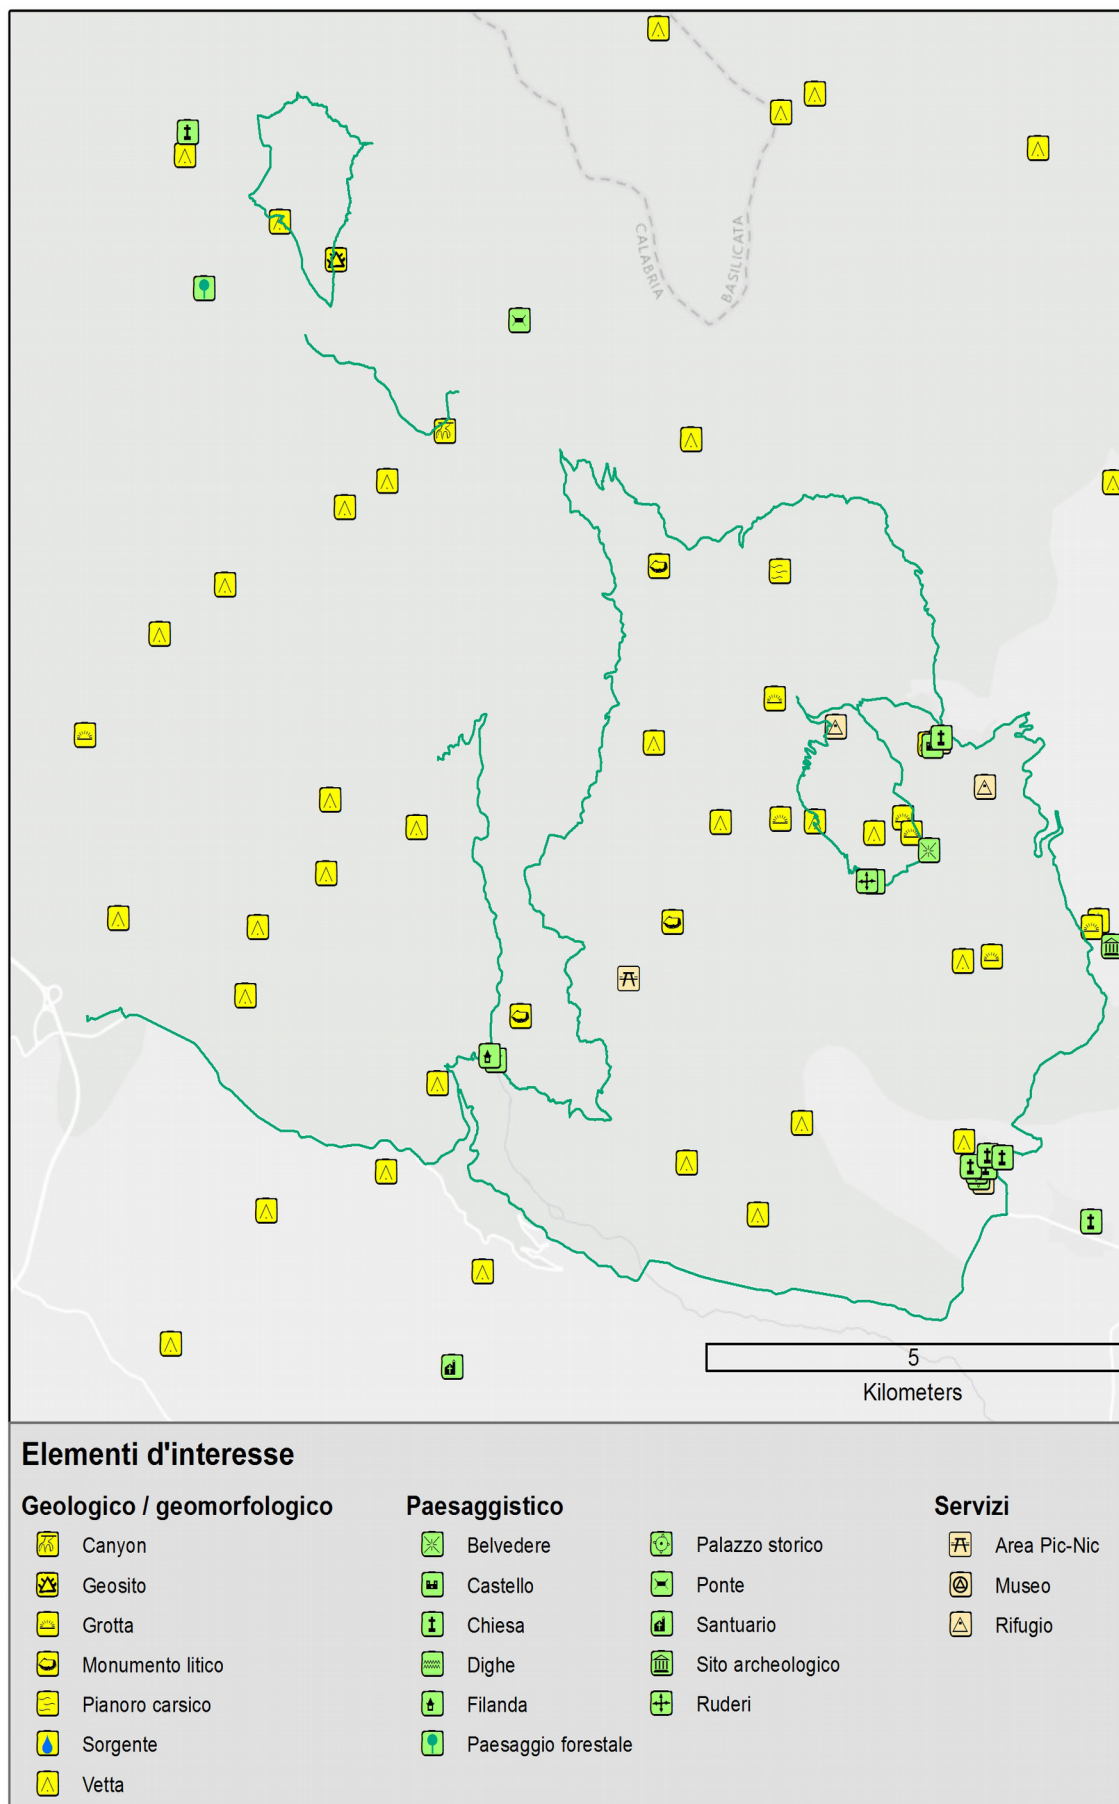 CALABRIA
BASILICATA
5
Kilometers
Elementi d'interesse
Geologico / geomorfologico
Canyon
Geosito
Grotta
Monumento litico
Pianoro carsico
Sorgente
Vetta
Paesaggistico
Belvedere
Castello
Chiesa
Dighe
Filanda
Paesaggio forestale
Palazzo storico
Ponte
Santuario
Sito archeologico
Ruderi
Servizi
Area Pic-Nic
Museo
Rifugio